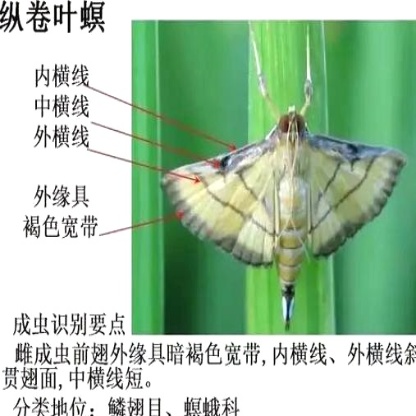 纵卷叶螟
内横线
中横线
外横线
外缘具
褐色宽带
成虫识别要点
雌成虫前翅外缘具暗褐色宽带,内横线、外横线斜
贯翅面,中横线短。
分类地位：鳞翅目、螟蛾科